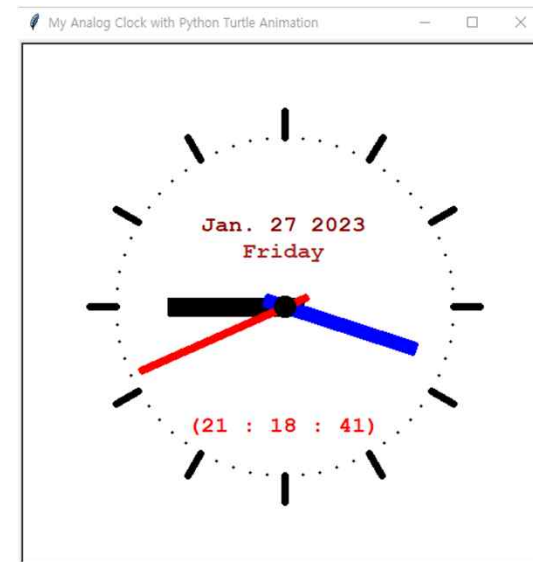 My Analog Clock with Python Turtle Animation
Jan. 27 2023
Friday
(21 : 18 : 41)